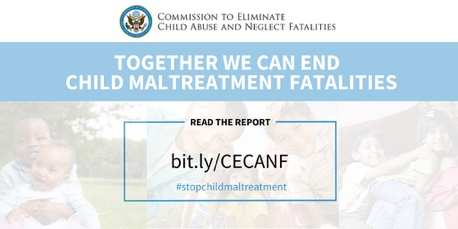 Commission to Eliminate
Child Abuse and Neglect Fatalities
TOGETHER WE CAN END
CHILD MALTREATMENT FATALITIES
READ THE REPORT
bit.ly/CECANF
#stopchildmaltreatment